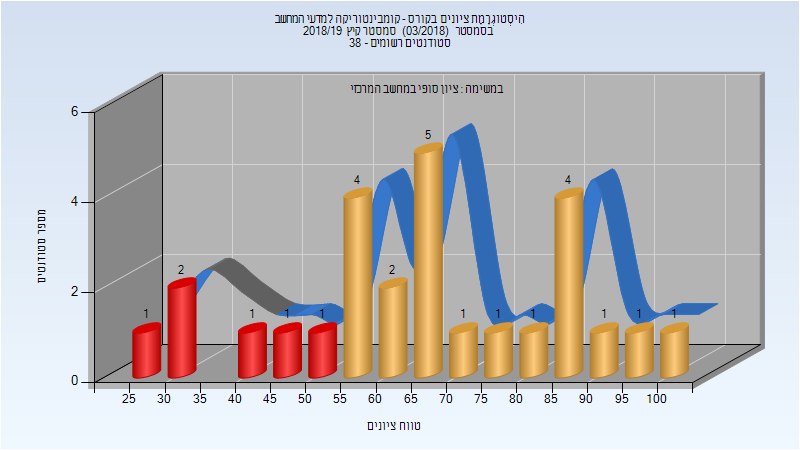 היסטוגרמת ציונים בקורס - קומבינטוריקה למדעי המחשב
בסמסטר (03/2018) סמסטר קיץ 2018/19
סטודנטים רשומים - 38
במשימה : ציון סופי במחשב המרכזי
מספר סטודנטים
6
4
2
0
1
2
1
1
1
4
2
5
1
1
1
4
1
1
1
25 30 35 40 45 50 55 60 65 70 75 80 85 90 95 100
טווח ציונים